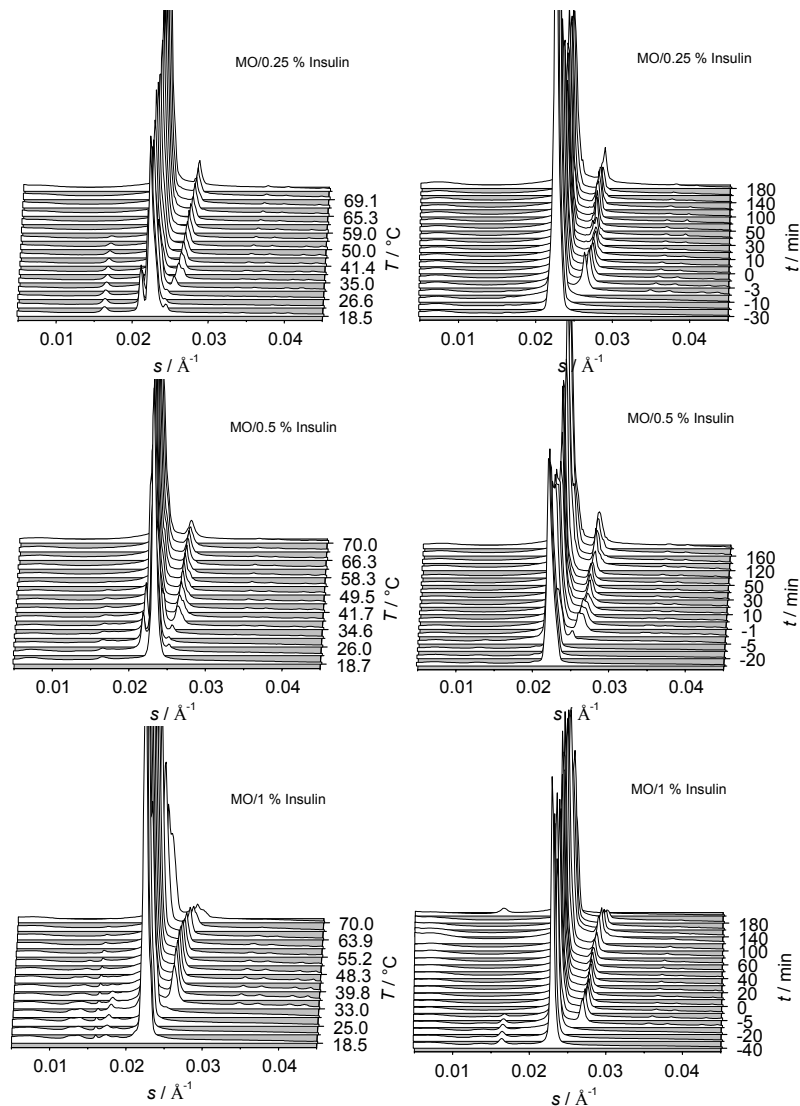 MO/0.25 % Insulin
69.1
65.3
59.0
50.0
41.4
35.0
26.6
18.5
T / °C
0.01 0.02 0.03 0.04
s / Å-1
MO/0.25 % Insulin
180
140
100
50
30
10
0
-3
-10
-30
t / min
0.01 0.02 0.03 0.04
s / Å-1
MO/0.5 % Insulin
70.0
66.3
58.3
49.5
41.7
34.6
26.0
18.7
T / °C
0.01 0.02 0.03 0.04
s / Å-1
MO/0.5 % Insulin
160
120
50
30
10
-1
-5
-20
t / min
0.01 0.02 0.03 0.04
s / Å-1
MO/1 % Insulin
70.0
63.9
55.2
48.3
39.8
33.0
25.0
18.5
T / °C
0.01 0.02 0.03 0.04
s / Å-1
MO/1 % Insulin
180
140
100
60
40
20
0
-5
-20
-40
t / min
0.01 0.02 0.03 0.04
s / Å-1